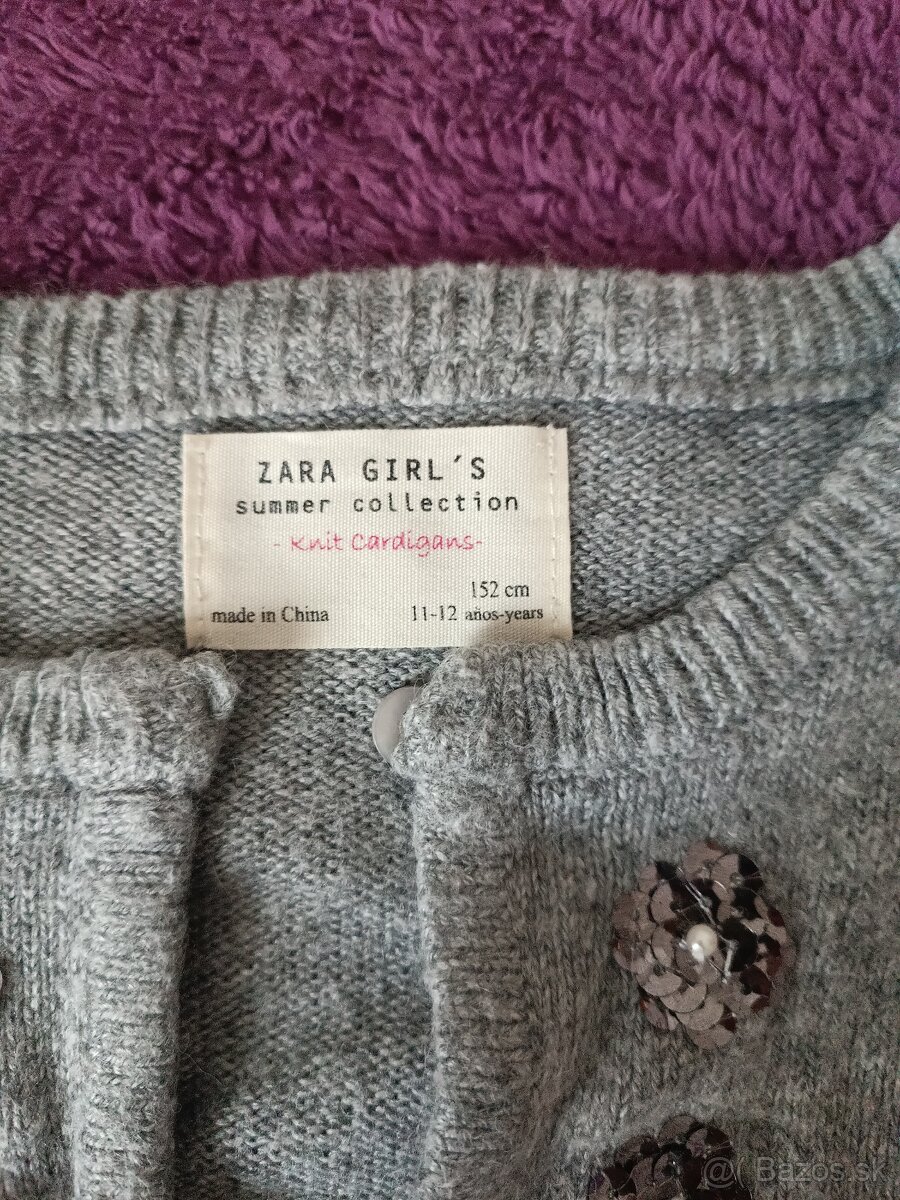 ZARA GIRL´S
summer collection
- Knit Cardigans-
152 cm
made in China 11-12 años-years
@ Bazos.sk